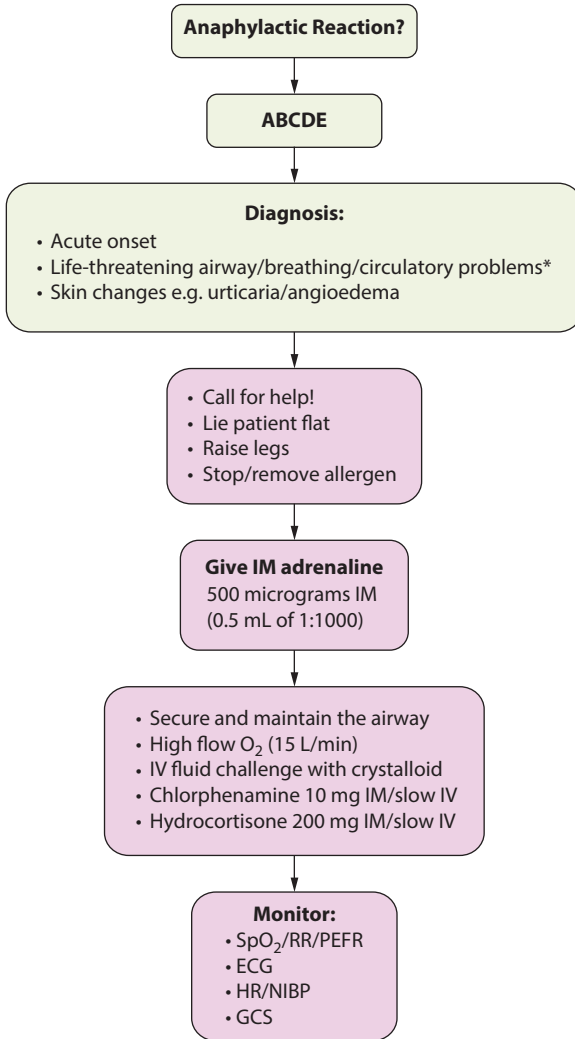 Anaphylactic Reaction?
ABCDE
Diagnosis:
• Acute onset
• Life-threatening airway/breathing/circulatory problems*
• Skin changes e.g. urticaria/angioedema
• Call for help!
• Lie patient flat
• Raise legs
• Stop/remove allergen
Give IM adrenaline
500 micrograms IM
(0.5 mL of 1:1000)
• Secure and maintain the airway
• High flow O₂ (15 L/min)
• IV fluid challenge with crystalloid
• Chlorphenamine 10 mg IM/slow IV
• Hydrocortisone 200 mg IM/slow IV
Monitor:
• SpO₂/RR/PEFR
• ECG
• HR/NIBP
• GCS